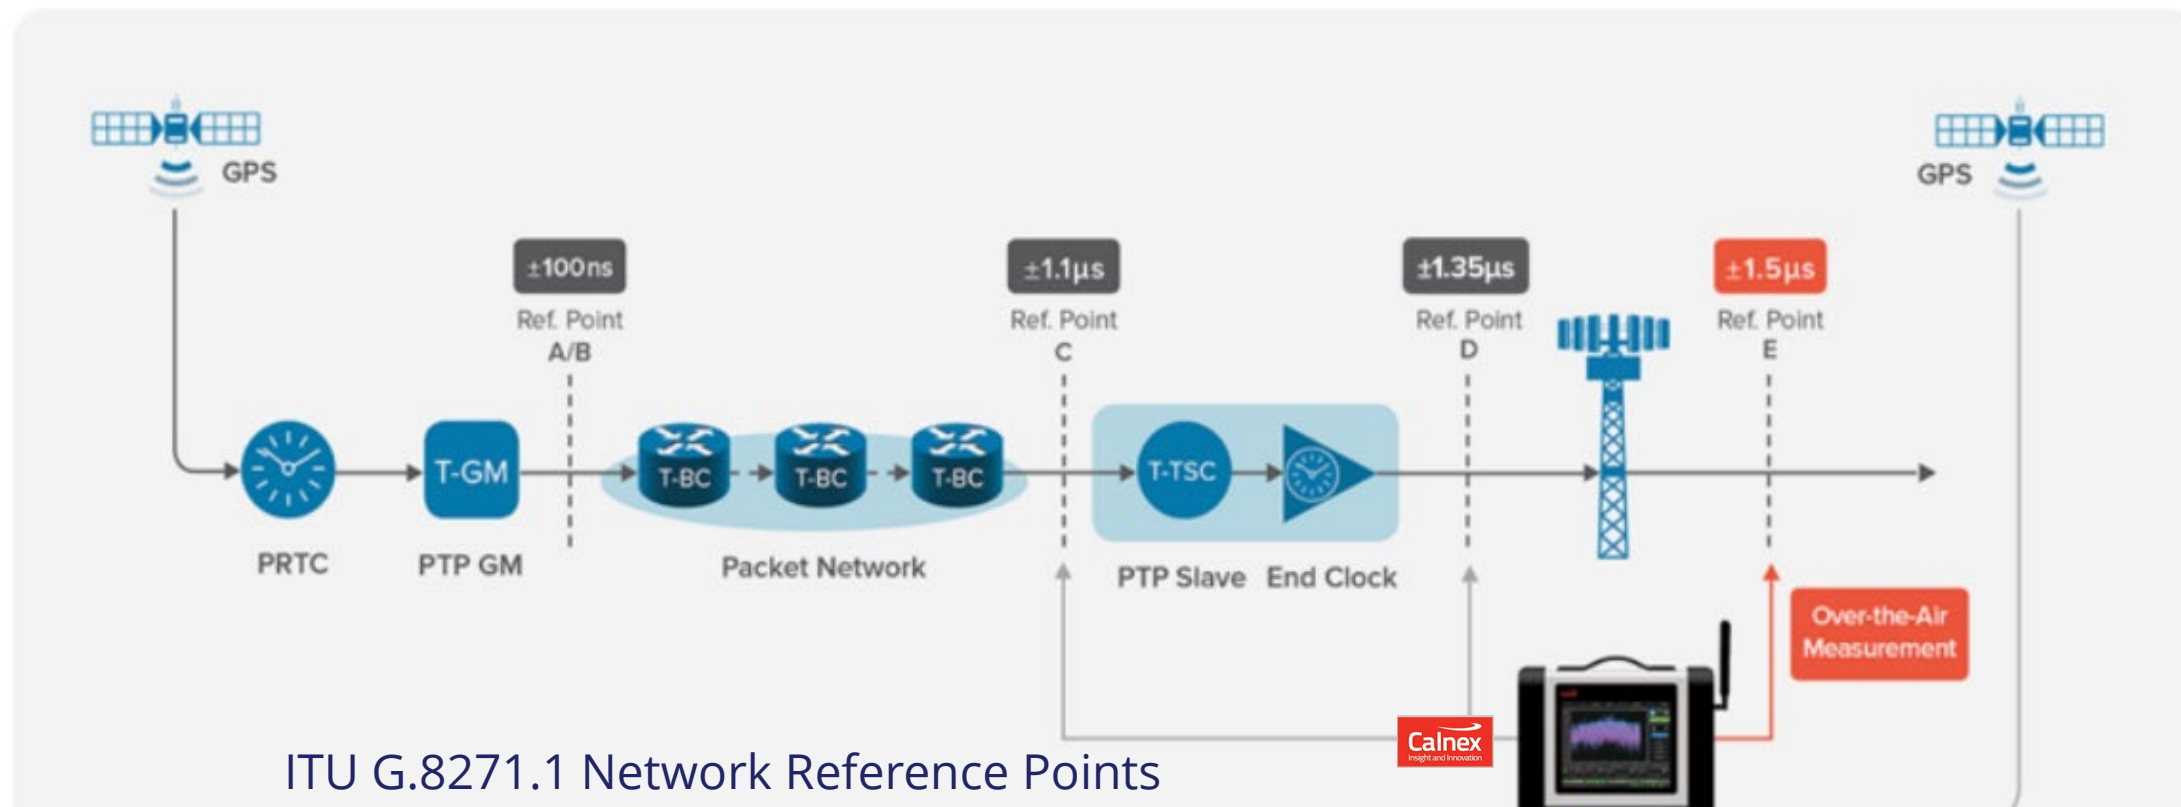 GPS
GPS
±100ns
Ref. Point
A/B
±1.1µs
Ref. Point
C
±1.35µs
Ref. Point
D
±1.5µs
Ref. Point
E
T-GM
T-BC
T-BC
T-BC
T-TSC
PRTC
PTP GM
Packet Network
PTP Slave
End Clock
Over-the-Air
Measurement
Calnex
Insight and Innovation
ITU G.8271.1 Network Reference Points